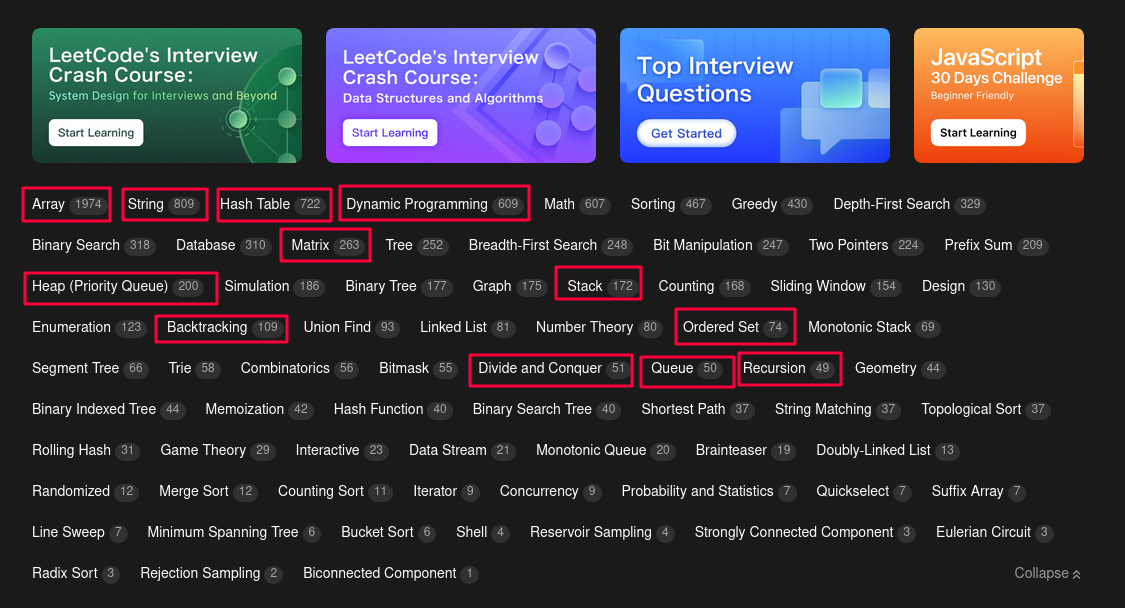 LeetCode's Interview
Crash Course:
System Design for Interviews and Beyond
Start Learning
LeetCode's Interview
Crash Course:
Data Structures and Algorithms
Start Learning
Top Interview
Questions
Get Started
JavaScript
30 Days Challenge
Beginner Friendly
Start Learning
Array 1974 String 809 Hash Table 722 Dynamic Programming 609 Math 607 Sorting 467 Greedy 430 Depth-First Search 329
Binary Search 318 Database 310 Matrix 263 Tree 252 Breadth-First Search 248 Bit Manipulation 247 Two Pointers 224 Prefix Sum 209
Heap (Priority Queue) 200 Simulation 186 Binary Tree 177 Graph 175 Stack 172 Counting 168 Sliding Window 154 Design 130
Enumeration 123 Backtracking 109 Union Find 93 Linked List 81 Number Theory 80 Ordered Set 74 Monotonic Stack 69
Segment Tree 66 Trie 58 Combinatorics 56 Bitmask 55 Divide and Conquer 51 Queue 50 Recursion 49 Geometry 44
Binary Indexed Tree 44 Memoization 42 Hash Function 40 Binary Search Tree 40 Shortest Path 37 String Matching 37 Topological Sort 37
Rolling Hash 31 Game Theory 29 Interactive 23 Data Stream 21 Monotonic Queue 20 Brainteaser 19 Doubly-Linked List 13
Randomized 12 Merge Sort 12 Counting Sort 11 Iterator 9 Concurrency 9 Probability and Statistics 7 Quickselect 7 Suffix Array 7
Line Sweep 7 Minimum Spanning Tree 6 Bucket Sort 6 Shell 4 Reservoir Sampling 4 Strongly Connected Component 3 Eulerian Circuit 3
Radix Sort 3 Rejection Sampling 2 Biconnected Component 1 Collapse